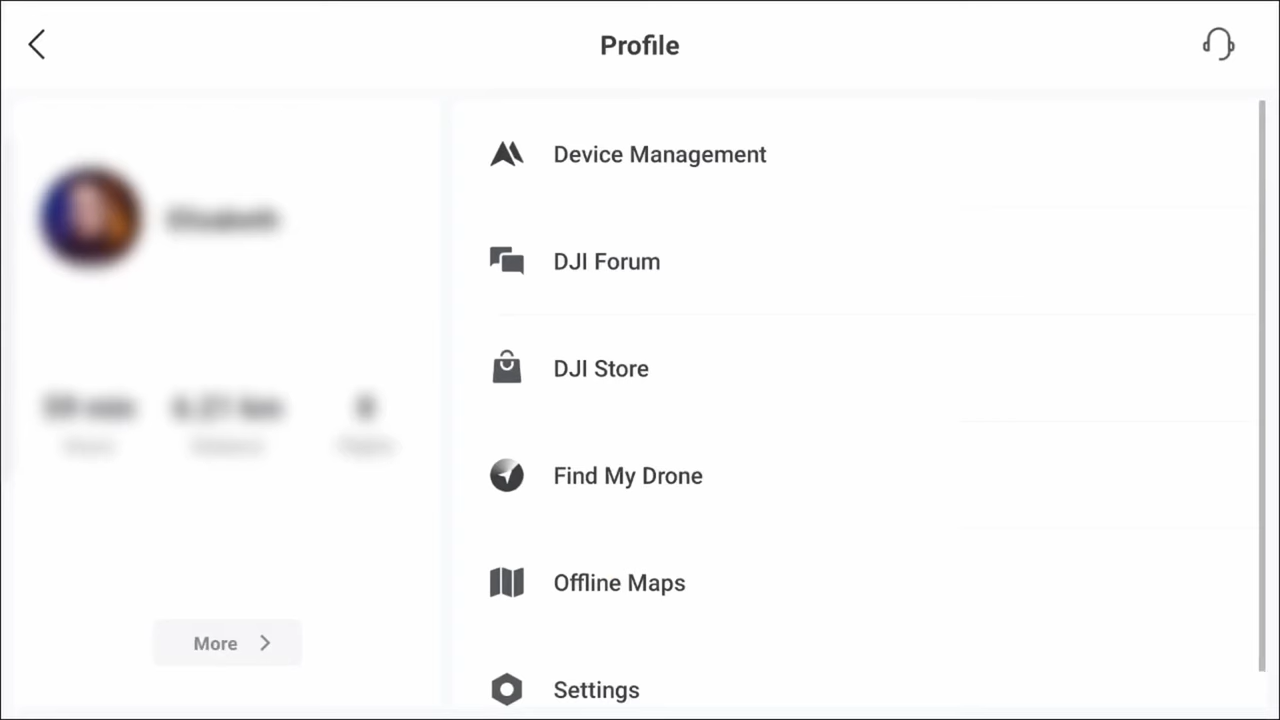 Profile
Device Management
DJI Forum
DJI Store
Find My Drone
Offline Maps
More
Settings